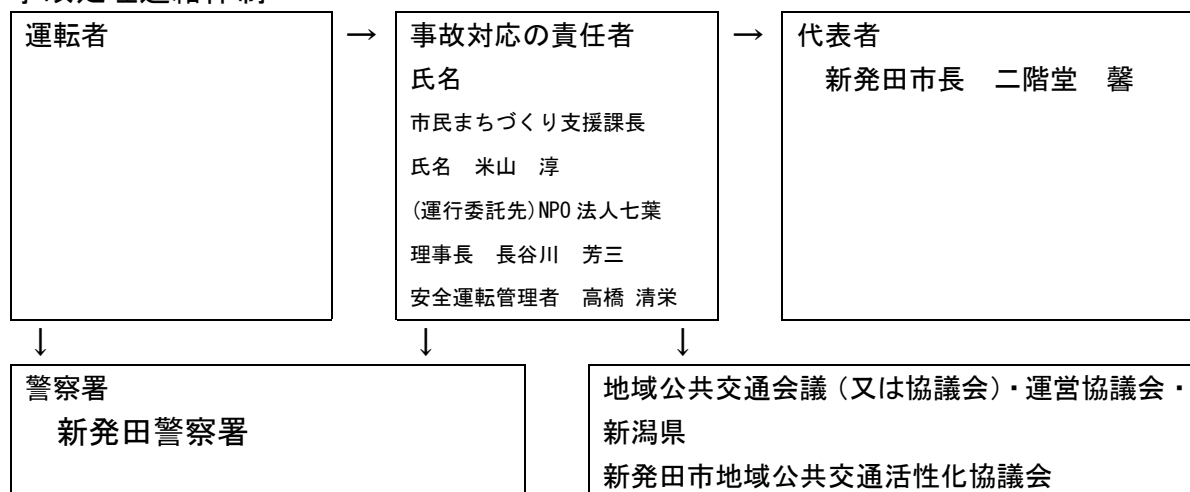 運転者
→
事故対応の責任者
氏名
市民まちづくり支援課長
氏名　米山　淳
(運行委託先)NPO法人七葉
理事長　長谷川　芳三
安全運転管理者　高橋 清栄
→
代表者
新発田市長　二階堂　馨
↓
↓
↓
警察署
新発田警察署
地域公共交通会議（又は協議会）・運営協議会・
新潟県
新発田市地域公共交通活性化協議会